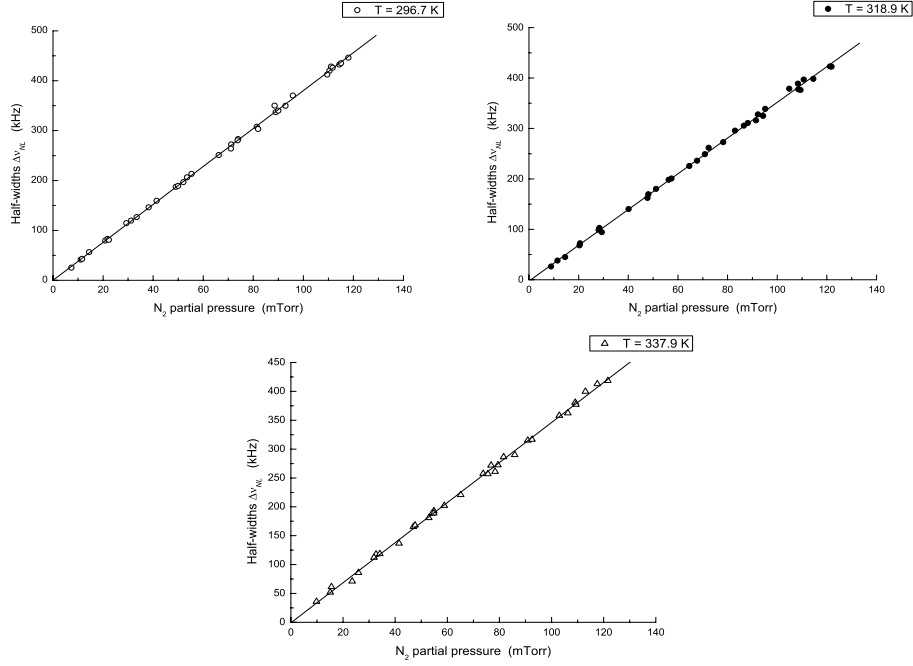 T = 296.7 K
500
400
300
200
100
0
Half-widths Δν_NL (kHz)
0 20 40 60 80 100 120 140
N₂ partial pressure (mTorr)
T = 318.9 K
500
400
300
200
100
0
Half-widths Δν_NL (kHz)
0 20 40 60 80 100 120 140
N₂ partial pressure (mTorr)
T = 337.9 K
450
400
350
300
250
200
150
100
50
0
Half-widths Δν_NL (kHz)
0 20 40 60 80 100 120 140
N₂ partial pressure (mTorr)